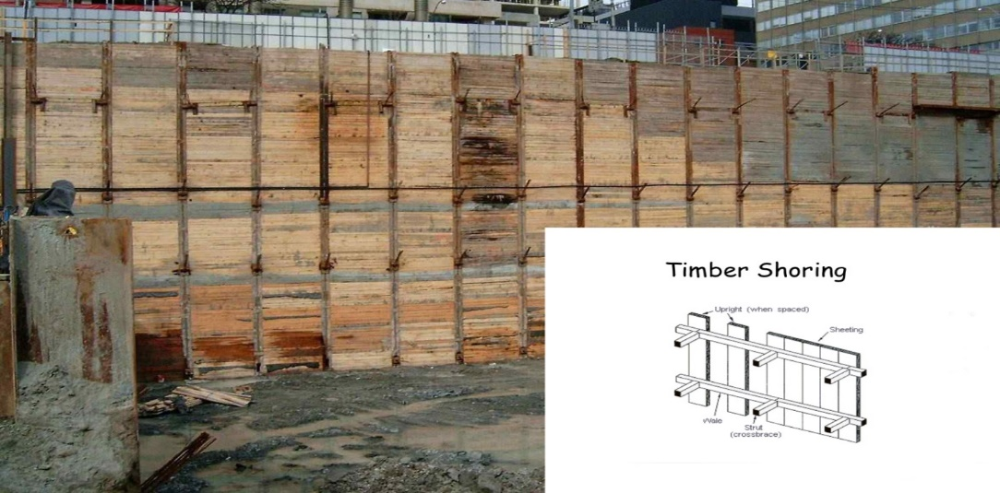 Timber Shoring
Upright (when spaced)
Sheeting
Wale
Strut
(crossbrace)